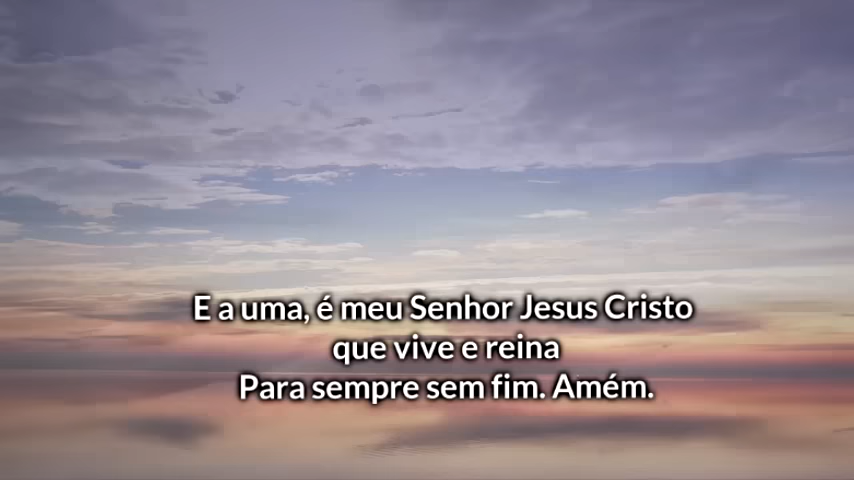 E a uma, é meu Senhor Jesus Cristo
que vive e reina
Para sempre sem fim. Amém.